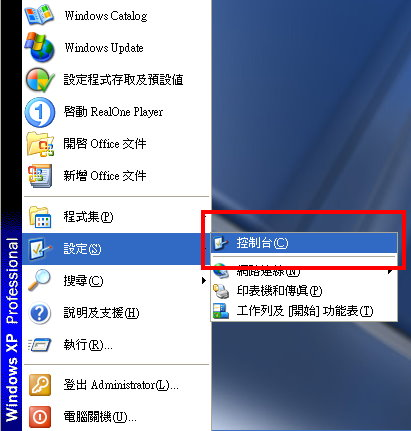 Windows Catalog
Windows Update
設定程式存取及預設值
啓動 RealOne Player
開啓 Office 文件
新增 Office 文件
程式集(P)
設定(S)
搜尋(C)
說明及支援(H)
執行(R)...
登出 Administrator(L)...
電腦關機(U)...
控制台(C)
網路連線(N)
印表機和傳真(P)
工作列及 [開始] 功能表(T)
Windows XP Professional